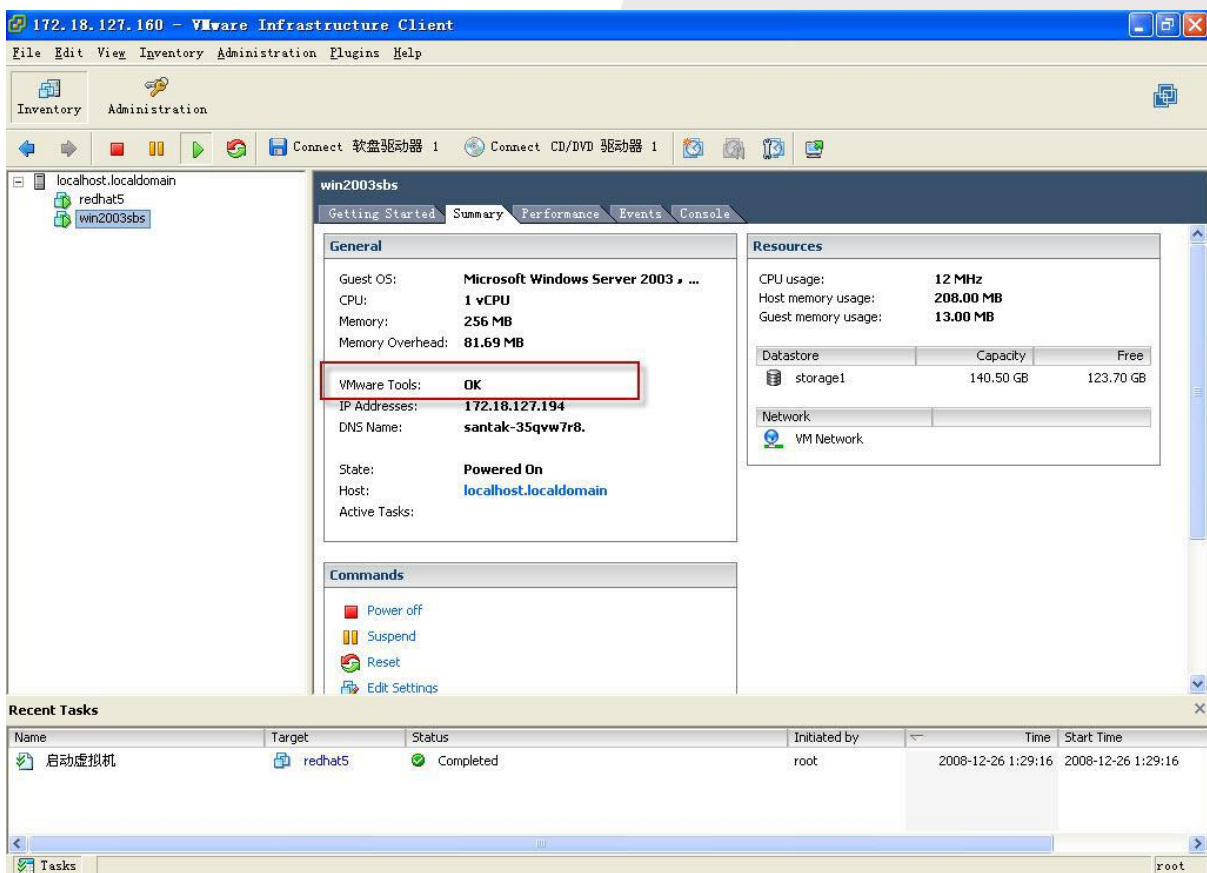 172.18.127.160 - VMware Infrastructure Client
File Edit View Inventory Administration Plugins Help
Inventory Administration
Connect 软盘驱动器 1 Connect CD/DVD 驱动器 1
localhost.localdomain
redhat5
win2003sbs
win2003sbs
Getting Started Summary Performance Events Console
General
Guest OS: Microsoft Windows Server 2003，...
CPU: 1 vCPU
Memory: 256 MB
Memory Overhead: 81.69 MB
VMware Tools: OK
IP Addresses: 172.18.127.194
DNS Name: santak-35qvw7r8.
State: Powered On
Host: localhost.localdomain
Active Tasks:
Commands
Power off
Suspend
Reset
Edit Settings
Resources
CPU usage: 12 MHz
Host memory usage: 208.00 MB
Guest memory usage: 13.00 MB
Datastore Capacity Free
storage1 140.50 GB 123.70 GB
Network
VM Network
Recent Tasks
Name Target Status Initiated by Time Start Time
启动虚拟机 redhat5 Completed root 2008-12-26 1:29:16 2008-12-26 1:29:16
Tasks root